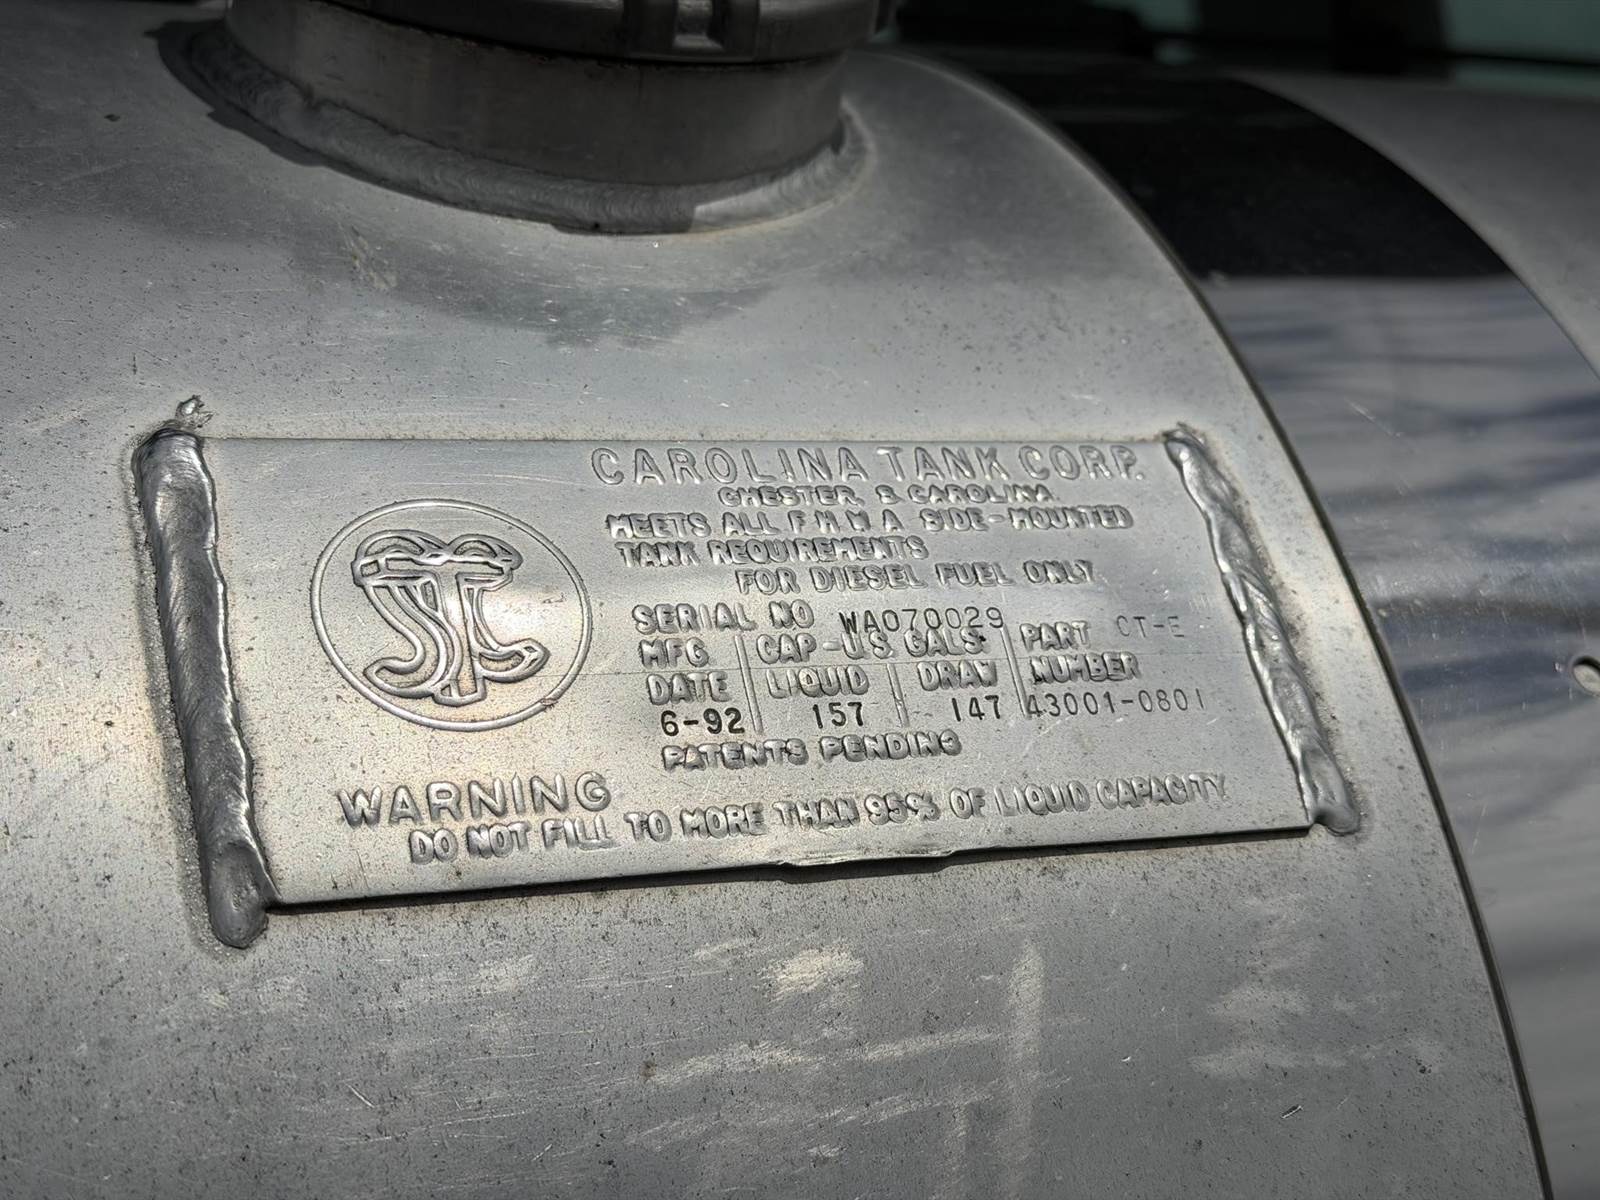 CAROLINA TANK CORP.
CHESTER, S CAROLINA
MEETS ALL F H W A SIDE-MOUNTED
TANK REQUIREMENTS
FOR DIESEL FUEL ONLY
SERIAL NO WA070029
MFG CAP-U.S. GALS. PART CT-E
DATE LIQUID DRAW NUMBER
6-92 157 147 43001-0801
PATENTS PENDING
WARNING
DO NOT FILL TO MORE THAN 95% OF LIQUID CAPACITY